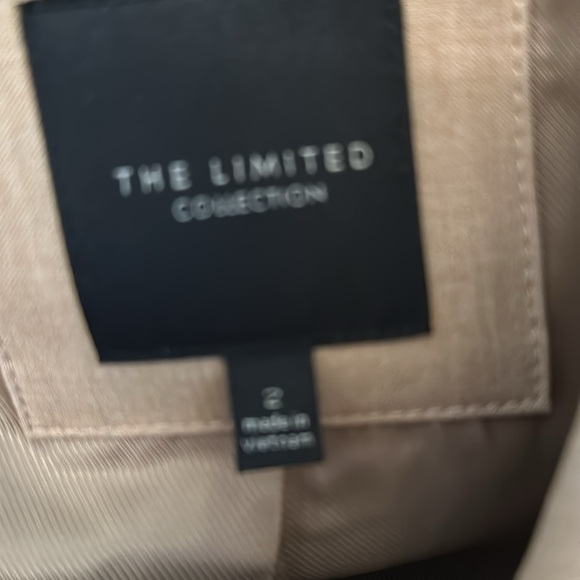 THE LIMITED
COLLECTION
2
made in
vietnam